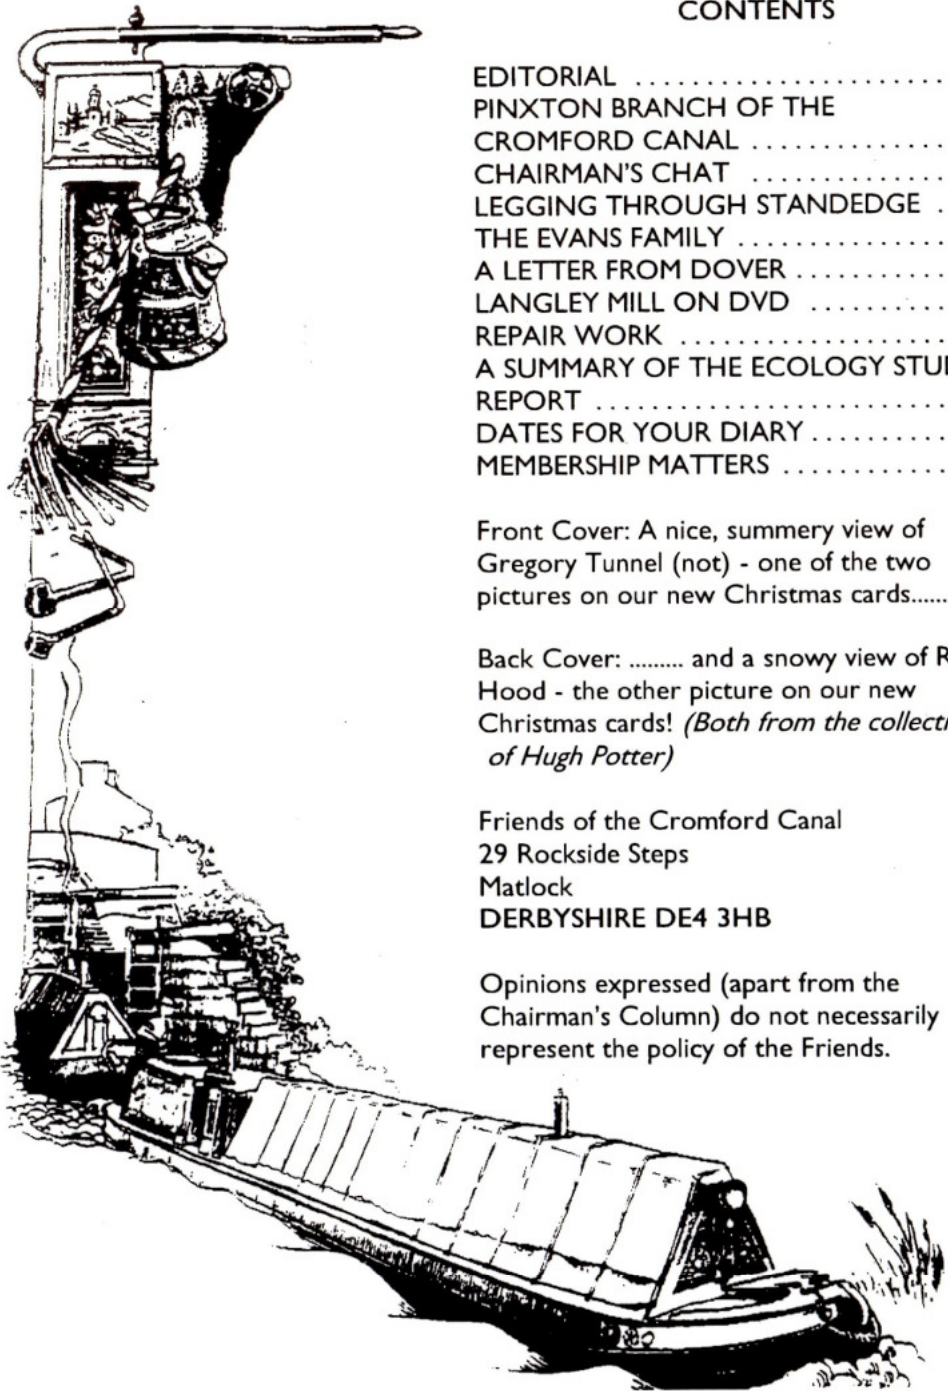 CONTENTS
EDITORIAL ......................
PINXTON BRANCH OF THE
CROMFORD CANAL ..............
CHAIRMAN'S CHAT ..............
LEGGING THROUGH STANDEDGE .
THE EVANS FAMILY ...............
A LETTER FROM DOVER ...........
LANGLEY MILL ON DVD ..........
REPAIR WORK ...................
A SUMMARY OF THE ECOLOGY
REPORT .........................
DATES FOR YOUR DIARY ..........
MEMBERSHIP MATTERS ............
Front Cover: A nice, summery view of
Gregory Tunnel (not) - one of the two
pictures on our new Christmas cards......
Back Cover: ......... and a snowy view of
Hood - the other picture on our new
Christmas cards! (Both from the
of Hugh Potter)
Friends of the Cromford Canal
29 Rockside Steps
Matlock
DERBYSHIRE DE4 3HB
Opinions expressed (apart from the
Chairman's Column) do not necessarily
represent the policy of the Friends.